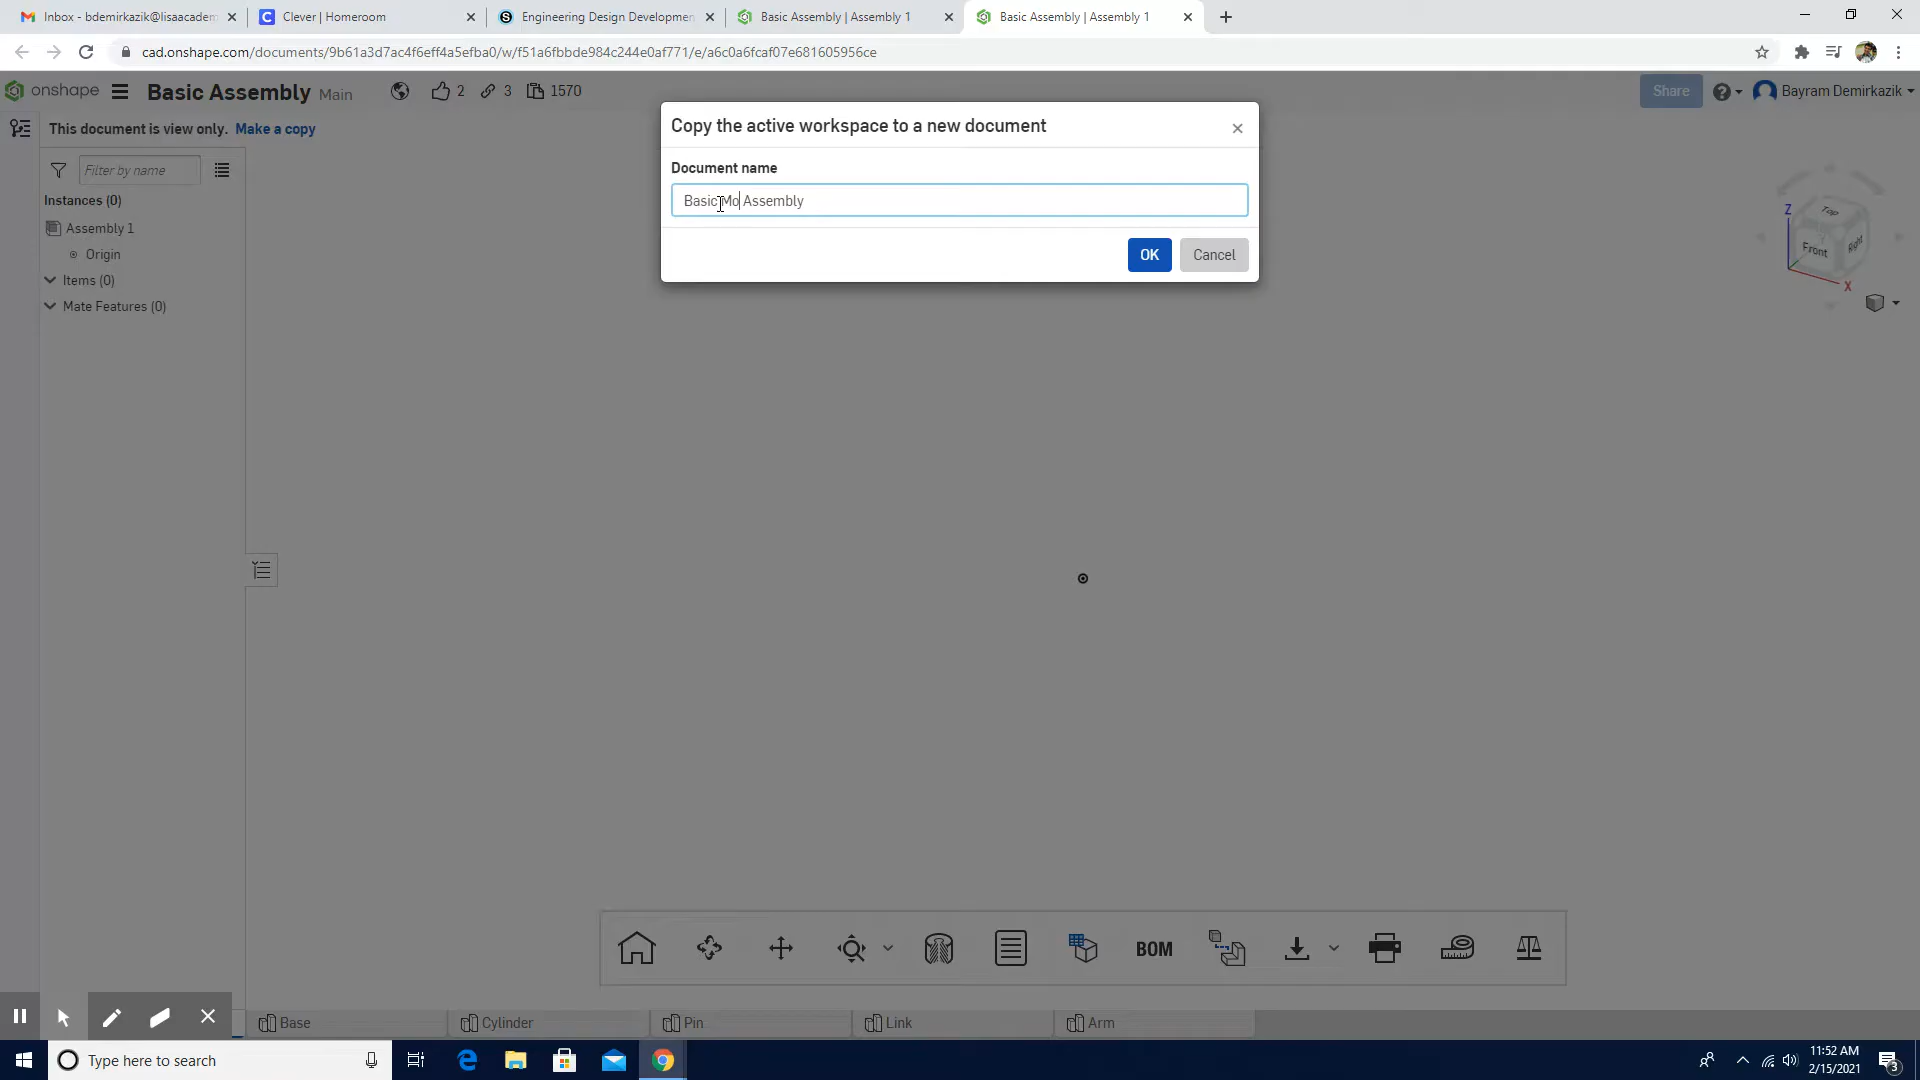 Inbox - bdemirkazik@lisaacadem
Clever | Homeroom
Engineering Design Developmen
Basic Assembly | Assembly 1
Basic Assembly | Assembly 1
cad.onshape.com/documents/9b61a3d7ac4f6eff4a5efba0/w/f51a6fbbde984c244e0af771/e/a6c0a6fcaf07e681605956ce
onshape
Basic Assembly Main
2
3
1570
Share
Bayram Demirkazik
This document is view only. Make a copy
Filter by name
Instances (0)
Assembly 1
Origin
Items (0)
Mate Features (0)
Copy the active workspace to a new document
Document name
Basic Mo Assembly
OK
Cancel
Z
Top
Front
Right
X
BOM
Base
Cylinder
Pin
Link
Arm
Type here to search
11:52 AM
2/15/2021
3